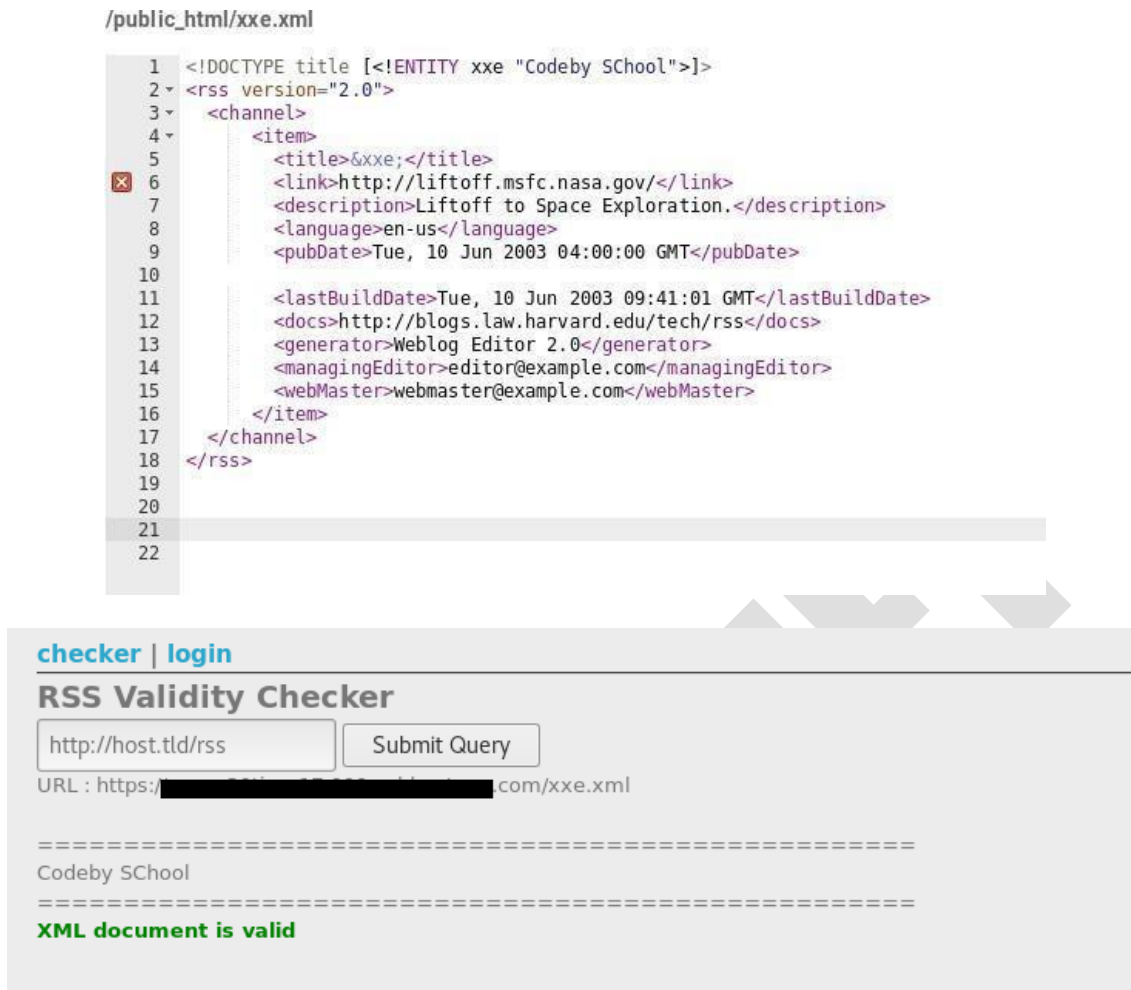 /public_html/xxe.xml
1 <!DOCTYPE title [<!ENTITY xxe "Codeby SChool">]>
2 <rss version="2.0">
3 <channel>
4 <item>
5 <title>&xxe;</title>
6 <link>http://liftoff.msfc.nasa.gov/</link>
7 <description>Liftoff to Space Exploration.</description>
8 <language>en-us</language>
9 <pubDate>Tue, 10 Jun 2003 04:00:00 GMT</pubDate>
10
11 <lastBuildDate>Tue, 10 Jun 2003 09:41:01 GMT</lastBuildDate>
12 <docs>http://blogs.law.harvard.edu/tech/rss</docs>
13 <generator>Weblog Editor 2.0</generator>
14 <managingEditor>editor@example.com</managingEditor>
15 <webMaster>webmaster@example.com</webMaster>
16 </item>
17 </channel>
18 </rss>
19
20
21
22
checker | login
RSS Validity Checker
http://host.tld/rss Submit Query
URL : https:/ .com/xxe.xml
=====================================================
Codeby SChool
=====================================================
XML document is valid